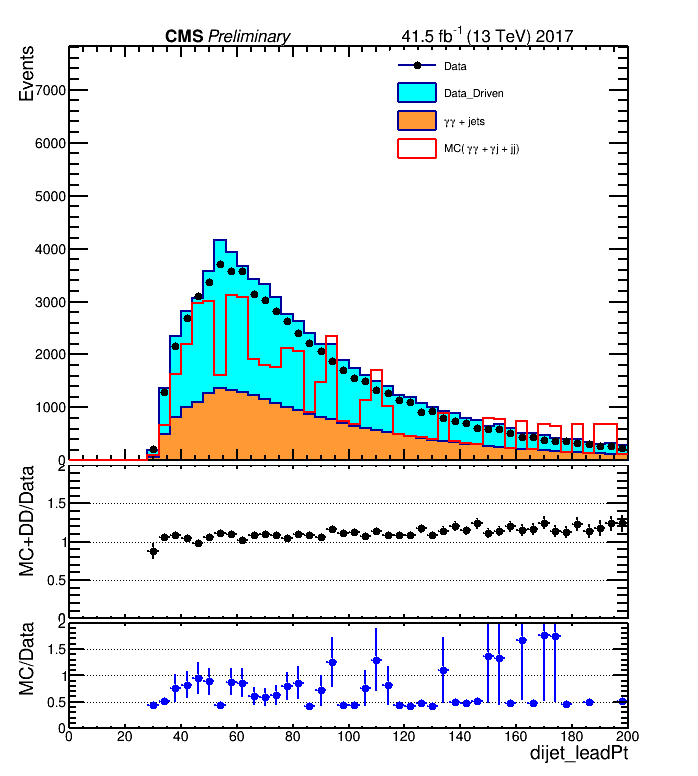 CMS Preliminary 41.5 fb⁻¹ (13 TeV) 2017
Events
7000
6000
5000
4000
3000
2000
1000
0
Data
Data_Driven
γγ + jets
MC( γγ + γj + jj)
MC+DD/Data
2
1.5
1
0.5
0
MC/Data
2
1.5
1
0.5
0
0 20 40 60 80 100 120 140 160 180 200
dijet_leadPt